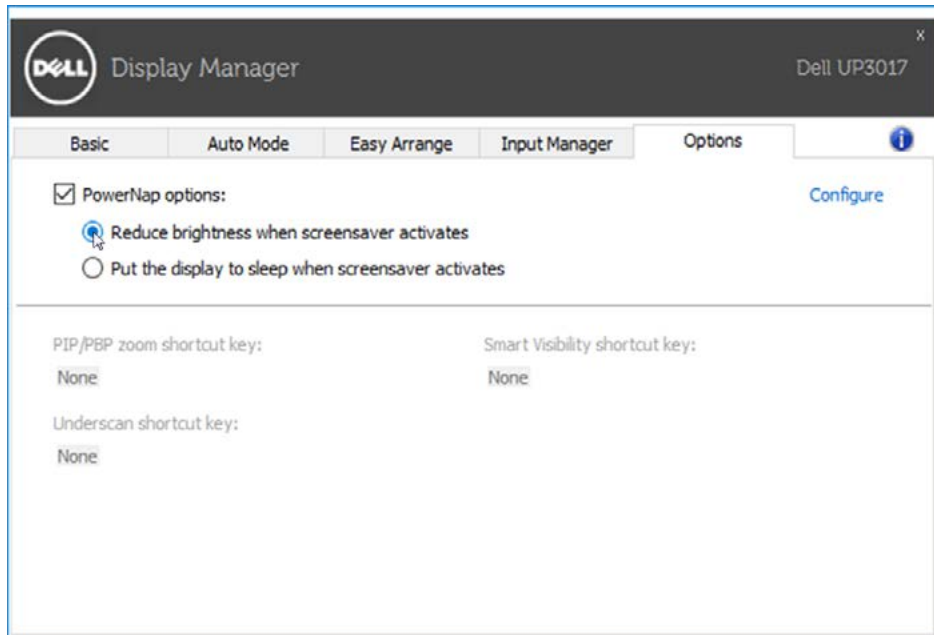 x
DELL Display Manager Dell UP3017
Basic Auto Mode Easy Arrange Input Manager Options i
PowerNap options: Configure
Reduce brightness when screensaver activates
Put the display to sleep when screensaver activates
PIP/PBP zoom shortcut key: Smart Visibility shortcut key:
None None
Underscan shortcut key:
None